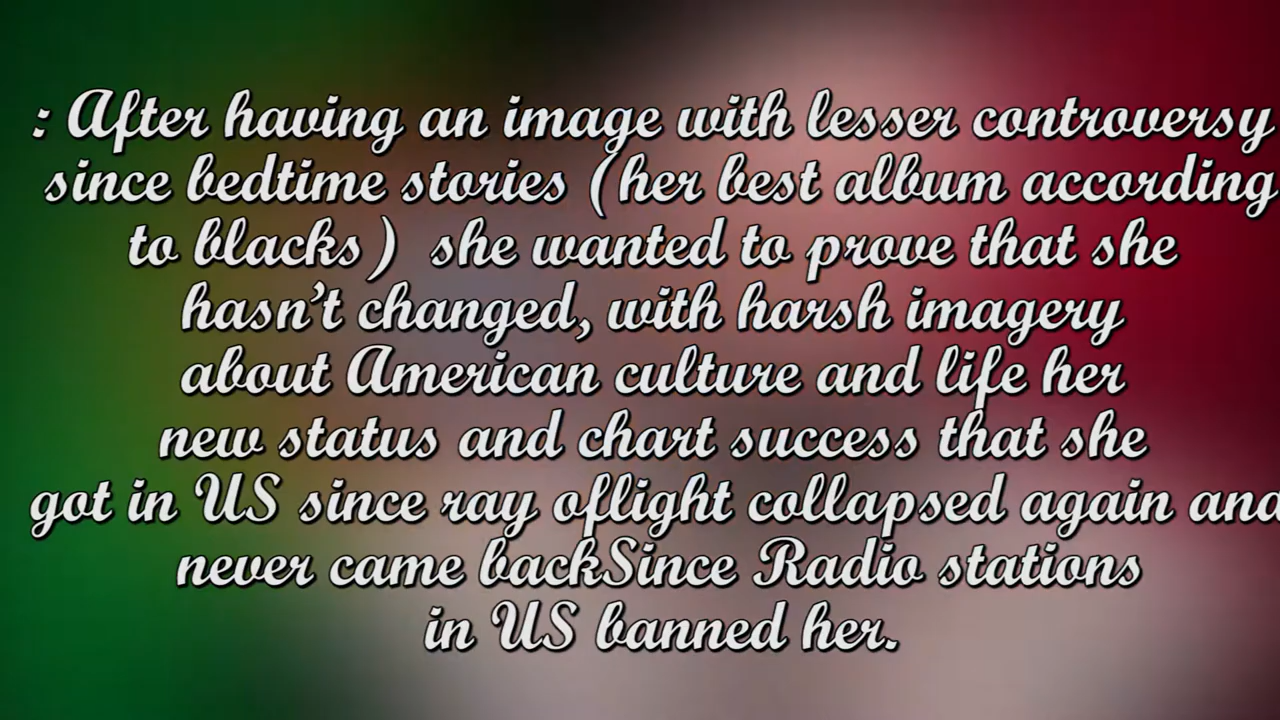 : After having an image with lesser controversy
since bedtime stories (her best album according
to blacks) she wanted to prove that she
hasn't changed, with harsh imagery
about American culture and life her
new status and chart success that she
got in US since ray oflight collapsed again and
never came backSince Radio stations
in US banned her.